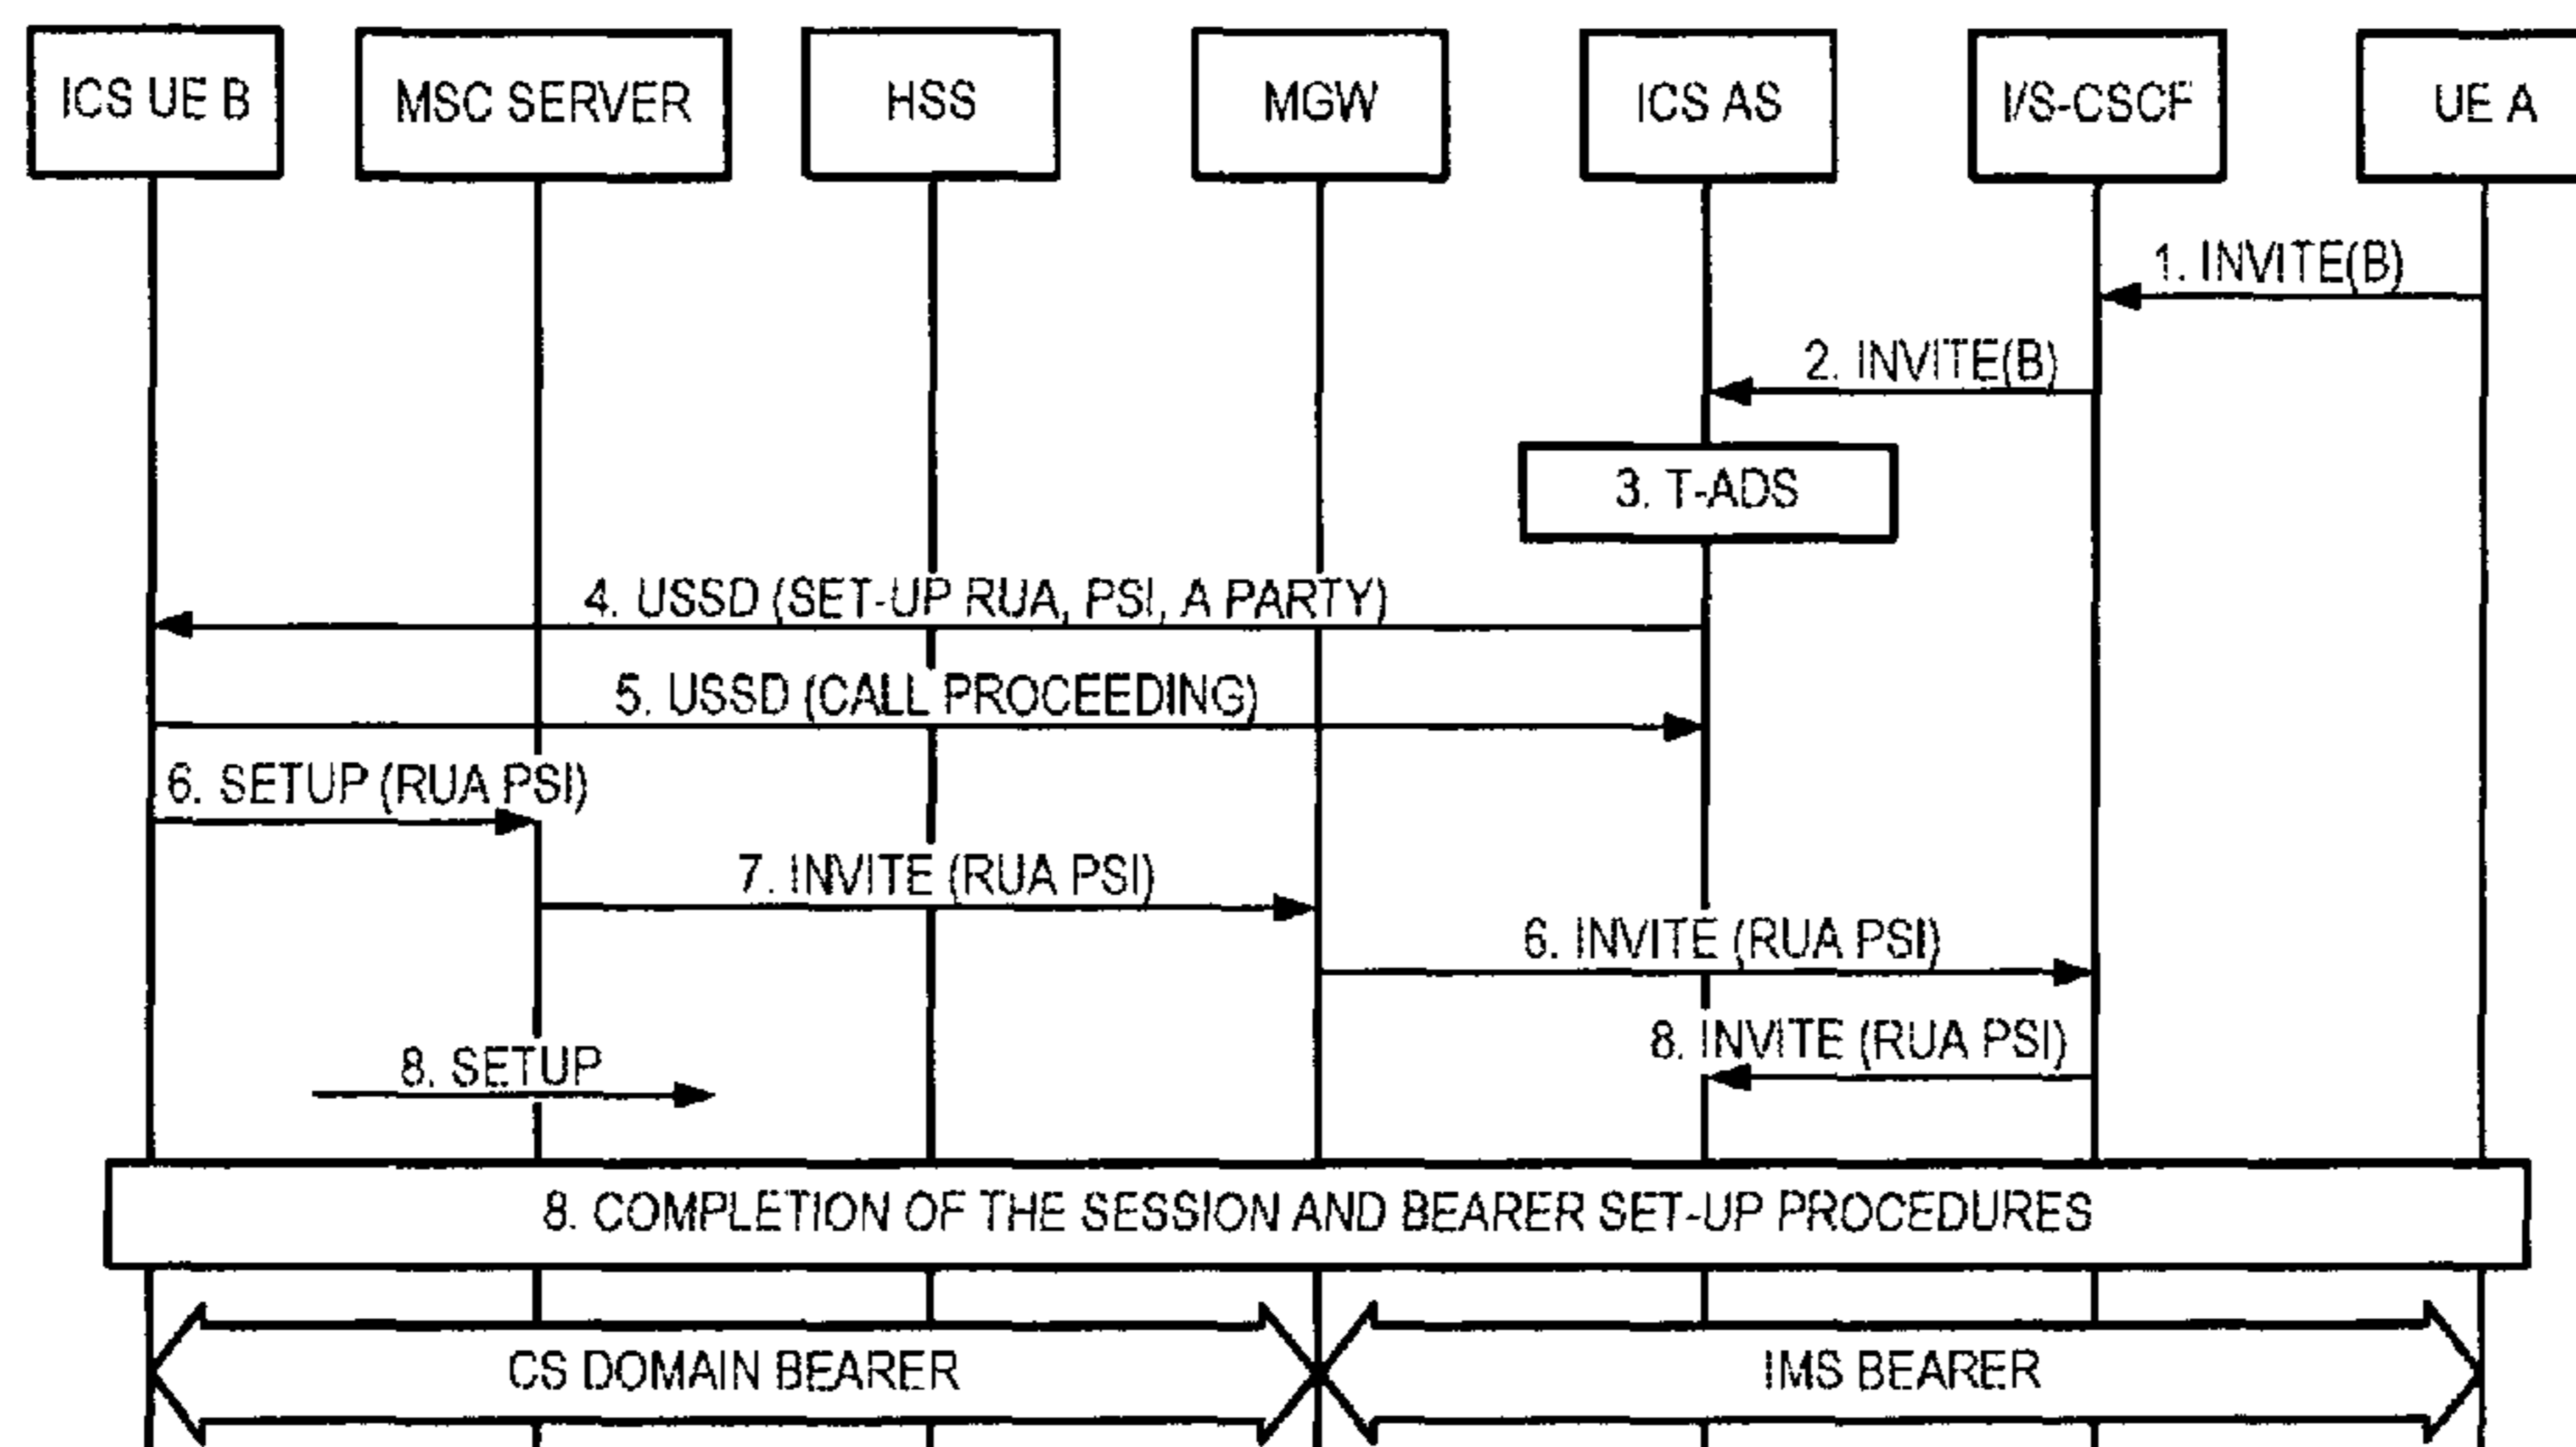 ICS UE B
MSC SERVER
HSS
MGW
ICS AS
I/S-CSCF
UE A
1. INVITE(B)
2. INVITE(B)
3. T-ADS
4. USSD (SET-UP RUA, PSI, A PARTY)
5. USSD (CALL PROCEEDING)
6. SETUP (RUA PSI)
7. INVITE (RUA PSI)
6. INVITE (RUA PSI)
8. INVITE (RUA PSI)
8. SETUP
8. COMPLETION OF THE SESSION AND BEARER SET-UP PROCEDURES
CS DOMAIN BEARER
IMS BEARER